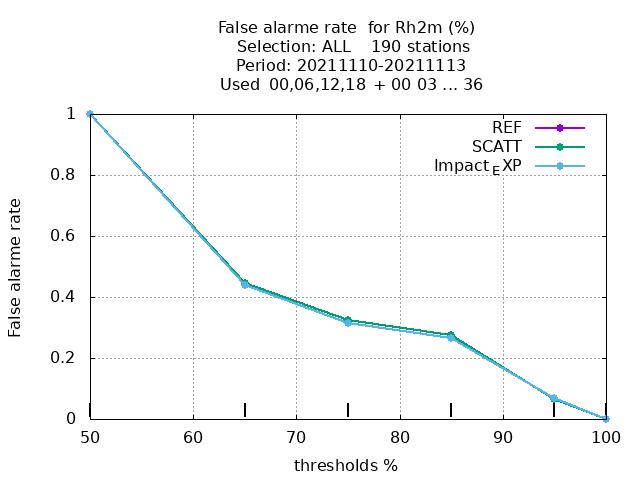 False alarme rate  for Rh2m (%)
Selection: ALL    190 stations
Period: 20211110-20211113
Used  00,06,12,18  + 00 03 ... 36
REF
SCATT
Impact_EXP
False alarme rate
1
0.8
0.6
0.4
0.2
0
50 60 70 80 90 100
thresholds %